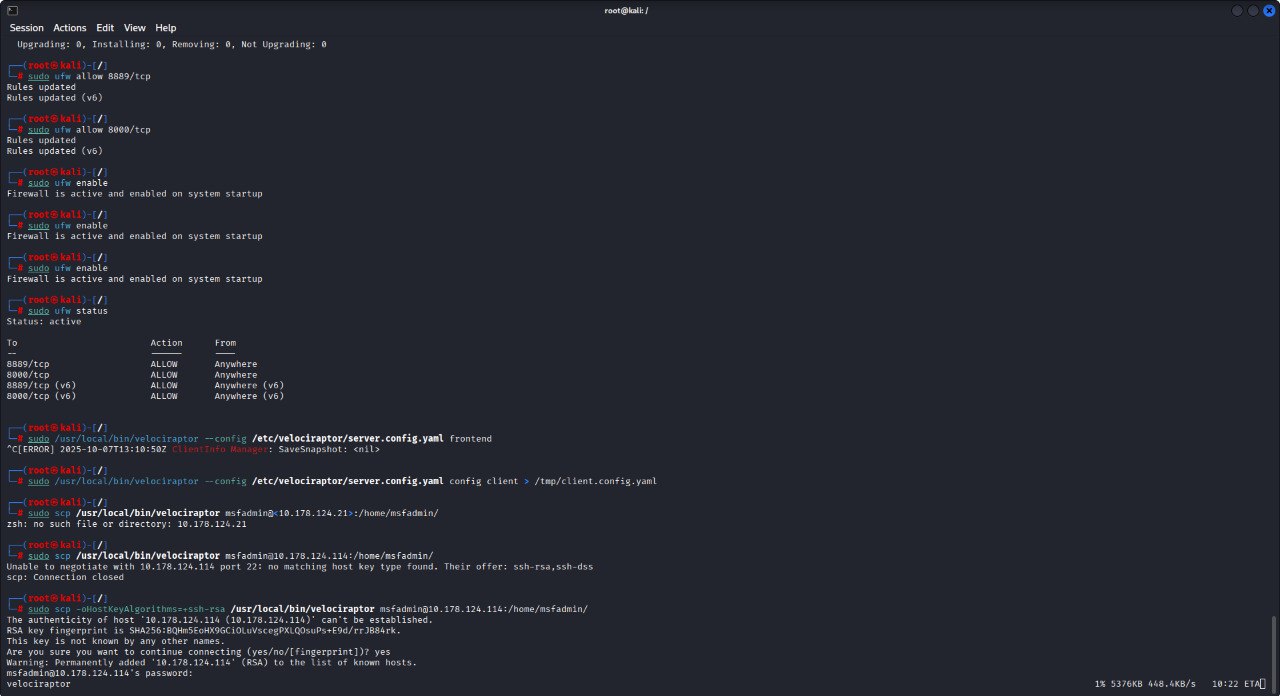 root@kali: /
Session Actions Edit View Help
Upgrading: 0, Installing: 0, Removing: 0, Not Upgrading: 0
┌──(root㉿kali)-[/]
└─# sudo ufw allow 8889/tcp
Rules updated
Rules updated (v6)
┌──(root㉿kali)-[/]
└─# sudo ufw allow 8000/tcp
Rules updated
Rules updated (v6)
┌──(root㉿kali)-[/]
└─# sudo ufw enable
Firewall is active and enabled on system startup
┌──(root㉿kali)-[/]
└─# sudo ufw enable
Firewall is active and enabled on system startup
┌──(root㉿kali)-[/]
└─# sudo ufw enable
Firewall is active and enabled on system startup
┌──(root㉿kali)-[/]
└─# sudo ufw status
Status: active
To Action From
-- ------ ----
8889/tcp ALLOW Anywhere
8000/tcp ALLOW Anywhere
8889/tcp (v6) ALLOW Anywhere (v6)
8000/tcp (v6) ALLOW Anywhere (v6)
┌──(root㉿kali)-[/]
└─# sudo /usr/local/bin/velociraptor --config /etc/velociraptor/server.config.yaml frontend
^C[ERROR] 2025-10-07T13:10:50Z ClientInfo Manager: SaveSnapshot: <nil>
┌──(root㉿kali)-[/]
└─# sudo /usr/local/bin/velociraptor --config /etc/velociraptor/server.config.yaml config client > /tmp/client.config.yaml
┌──(root㉿kali)-[/]
└─# sudo scp /usr/local/bin/velociraptor msfadmin@<10.178.124.21>:/home/msfadmin/
zsh: no such file or directory: 10.178.124.21
┌──(root㉿kali)-[/]
└─# sudo scp /usr/local/bin/velociraptor msfadmin@10.178.124.114:/home/msfadmin/
Unable to negotiate with 10.178.124.114 port 22: no matching host key type found. Their offer: ssh-rsa,ssh-dss
scp: Connection closed
┌──(root㉿kali)-[/]
└─# sudo scp -oHostKeyAlgorithms=+ssh-rsa /usr/local/bin/velociraptor msfadmin@10.178.124.114:/home/msfadmin/
The authenticity of host '10.178.124.114 (10.178.124.114)' can't be established.
RSA key fingerprint is SHA256:BQHm5EoHX9GCiOLuVscegPXLQOsuPs+E9d/rrJB84rk.
This key is not known by any other names.
Are you sure you want to continue connecting (yes/no/[fingerprint])? yes
Warning: Permanently added '10.178.124.114' (RSA) to the list of known hosts.
msfadmin@10.178.124.114's password:
velociraptor 1% 5376KB 448.4KB/s 10:22 ETA